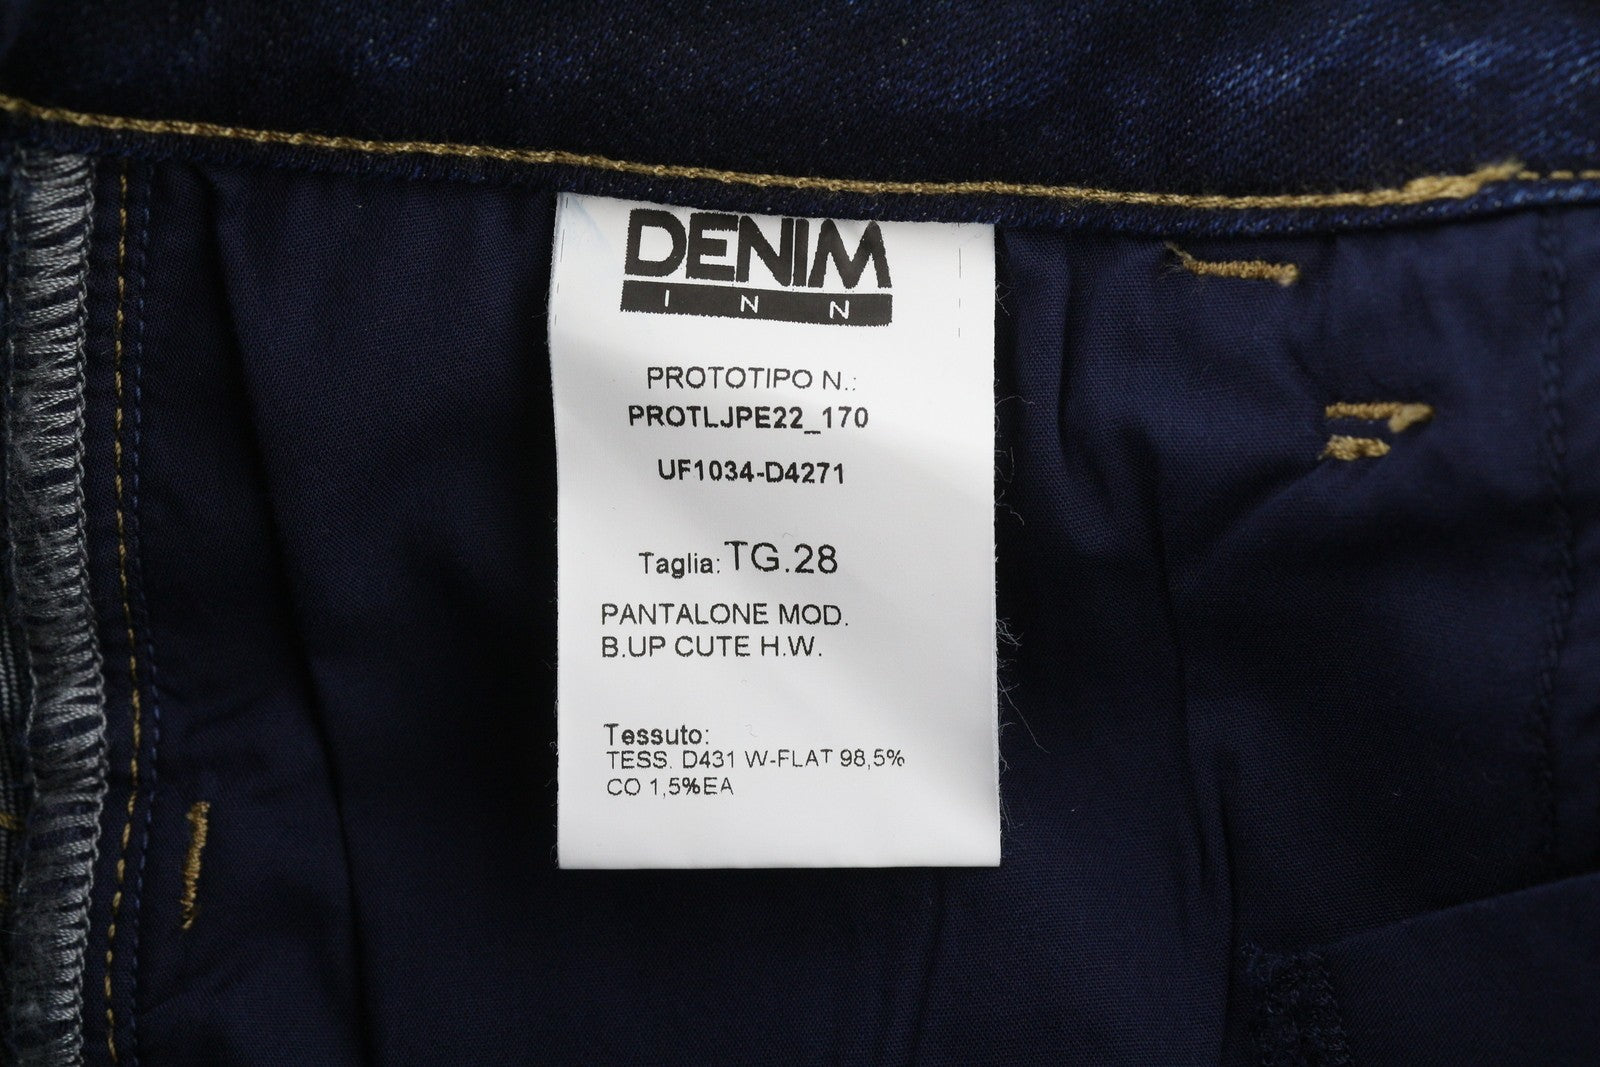 DENIM
INN
PROTOTIPO N.:
PROTLJPE22_170
UF1034-D4271
Taglia: TG.28
PANTALONE MOD.
B.UP CUTE H.W.
Tessuto:
TESS. D431 W-FLAT 98,5%
CO 1,5%EA